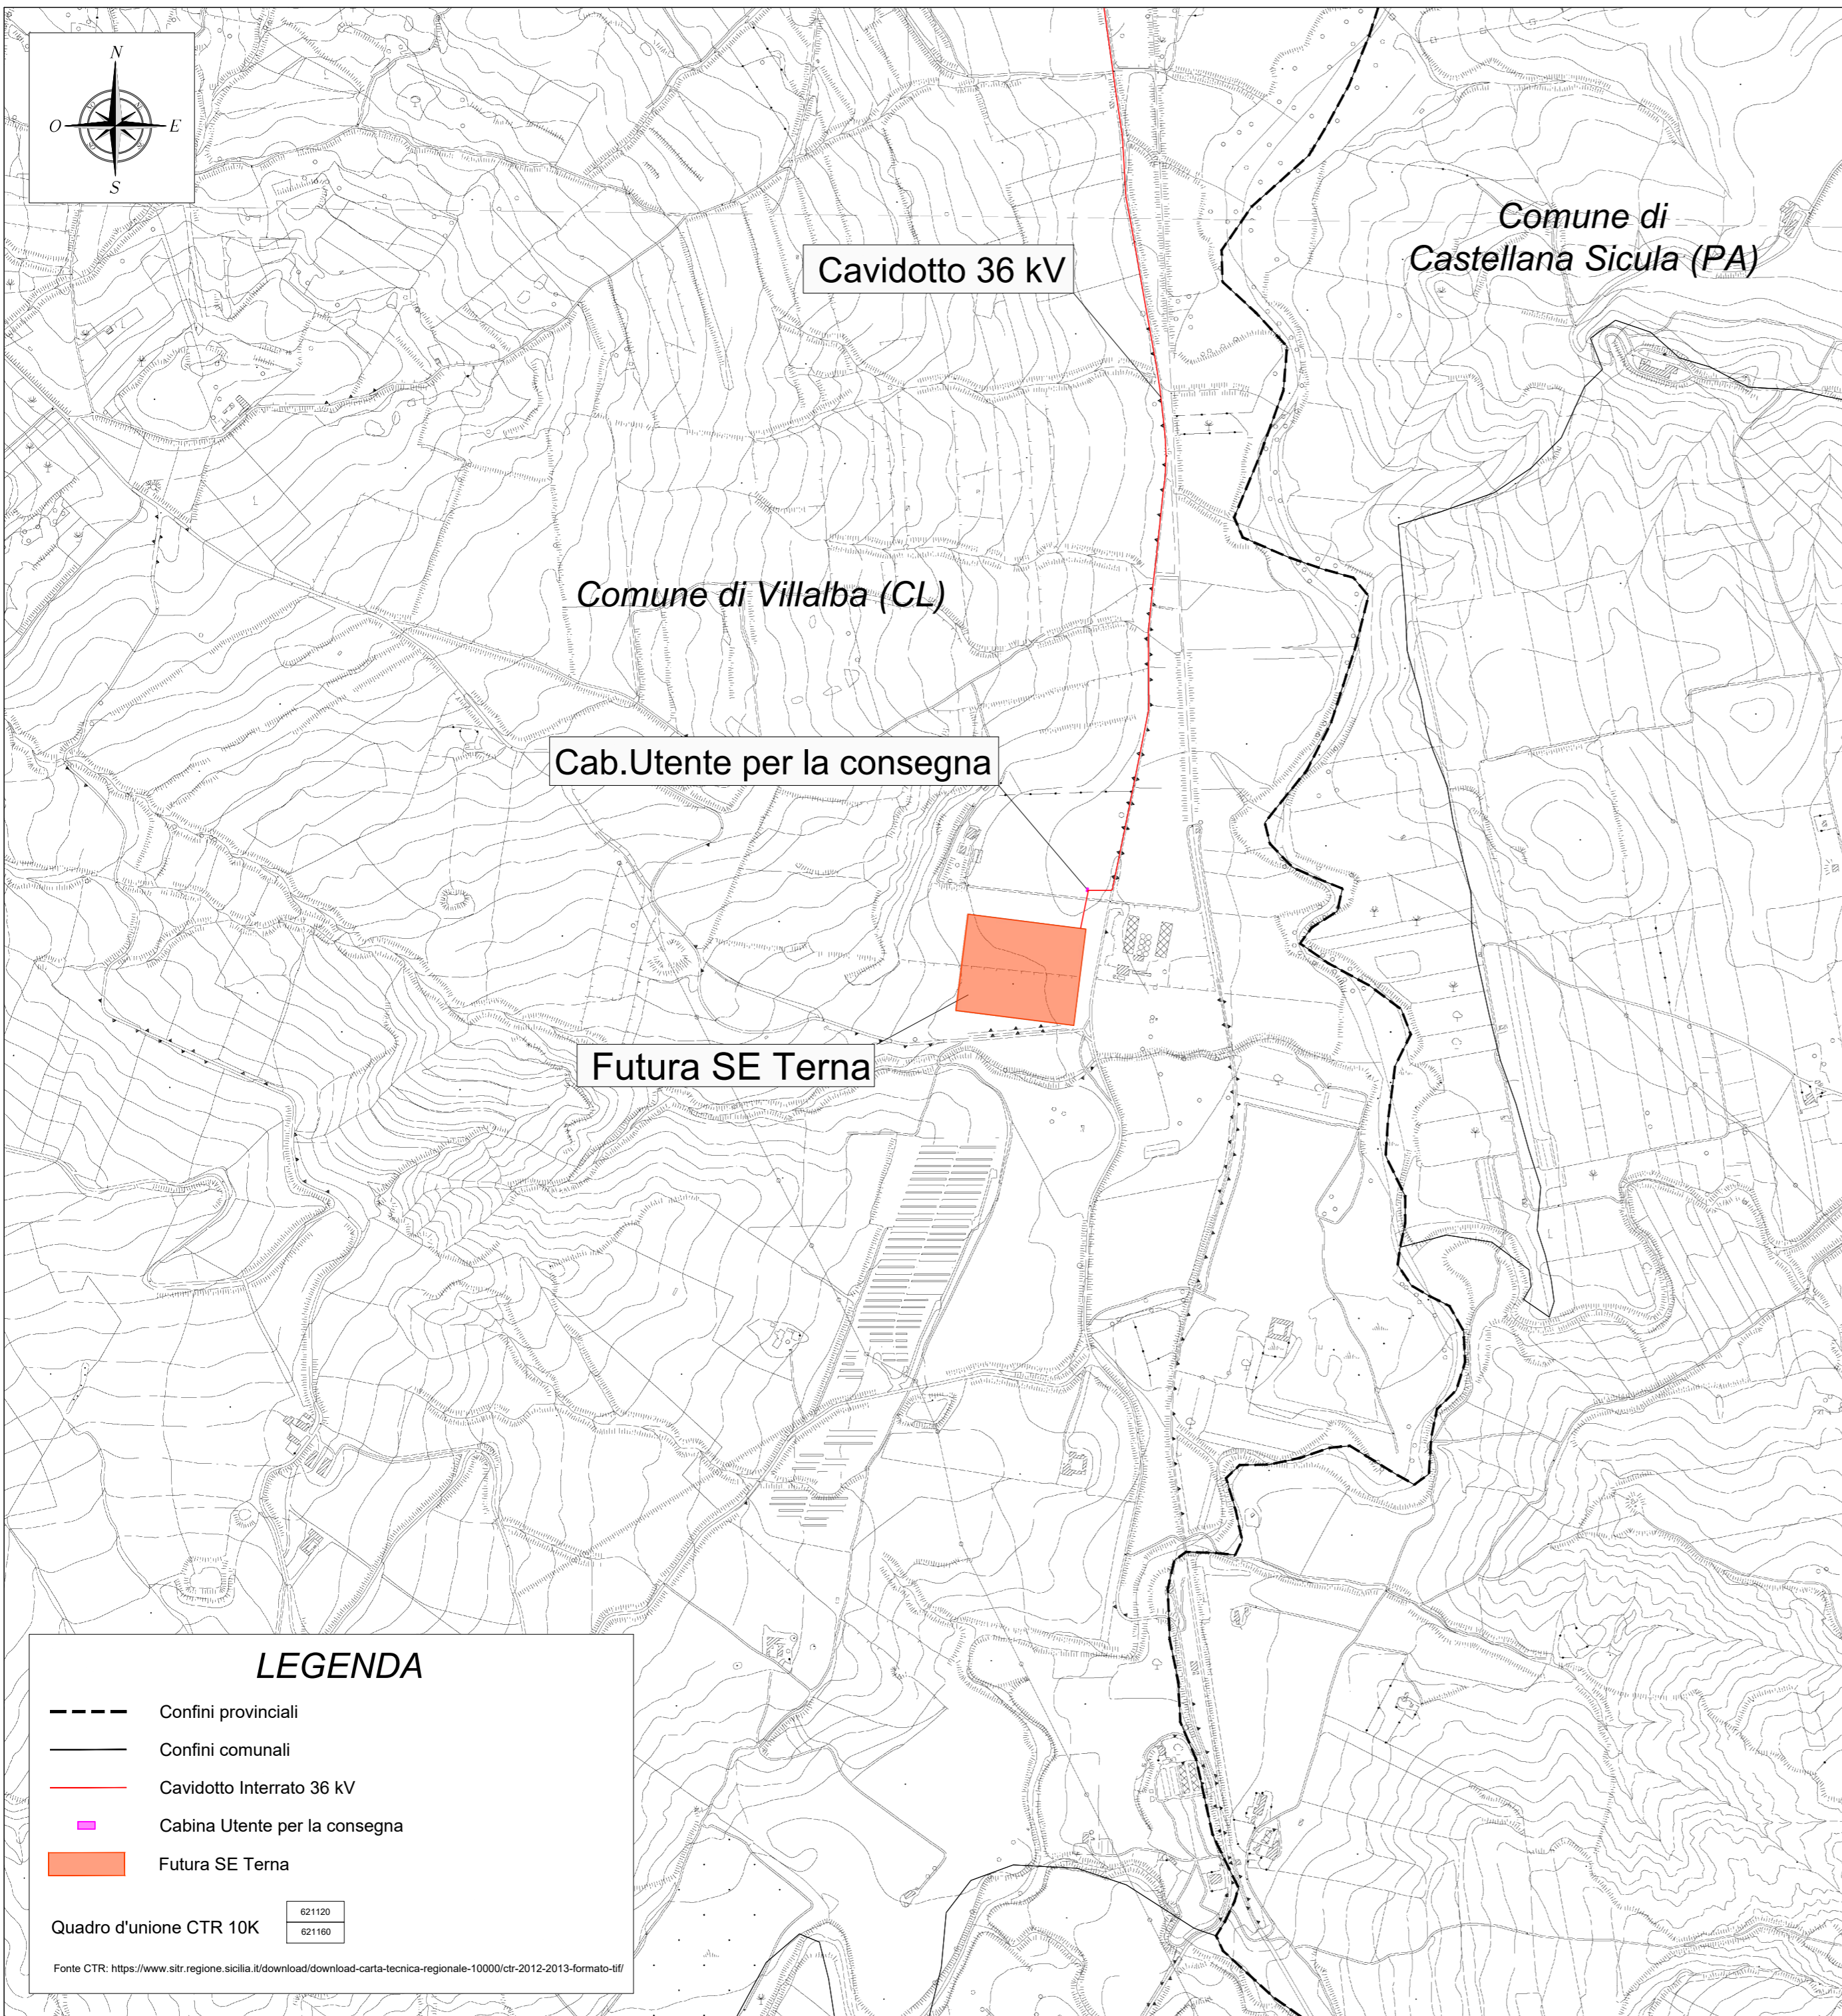 N
O
E
S
Comune di
Castellana Sicula (PA)
Cavidotto 36 kV
Comune di Villalba (CL)
Cab.Utente per la consegna
Futura SE Terna
LEGENDA
Confini provinciali
Confini comunali
Cavidotto Interrato 36 kV
Cabina Utente per la consegna
Futura SE Terna
Quadro d'unione CTR 10K
621120
621160
Fonte CTR: https://www.sitr.regione.sicilia.it/download/download-carta-tecnica-regionale-10000/ctr-2012-2013-formato-tif/